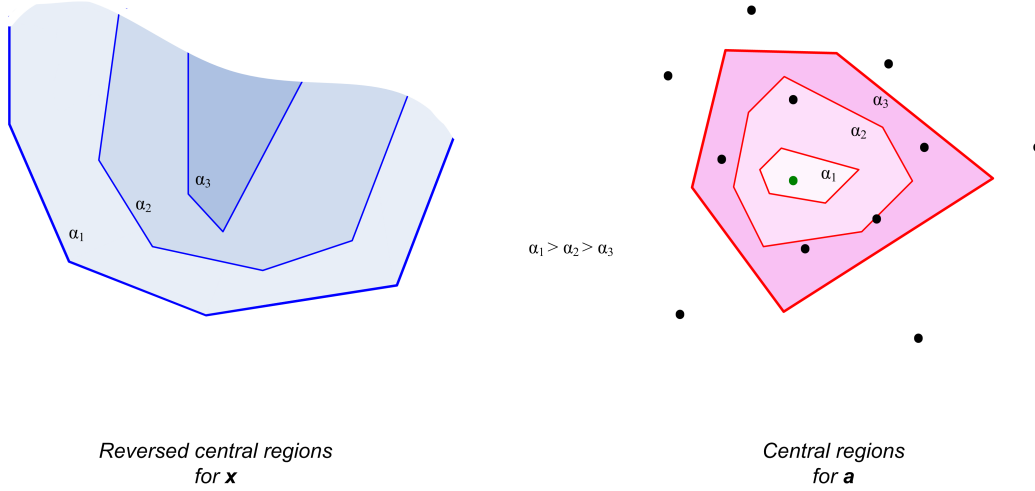 α1
α2
α3
α1 > α2 > α3
α3
α2
α1
Reversed central regions
for x
Central regions
for a